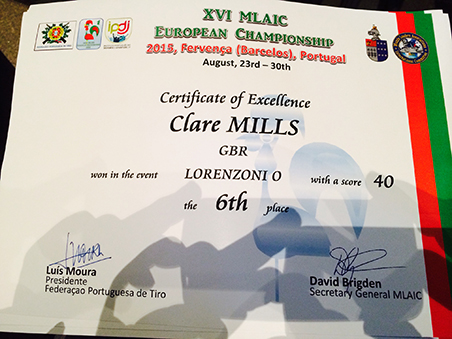 XVI MLAIC
European Championship
2015, Fervença (Barcelos), Portugal
August, 23rd - 30th
Certificate of Excellence
Clare MILLS
GBR
won in the event LORENZONI O with a score 40
the 6th place
Luís Moura
Presidente
Federaçao Portuguesa de Tiro
David Brigden
Secretary General MLAIC